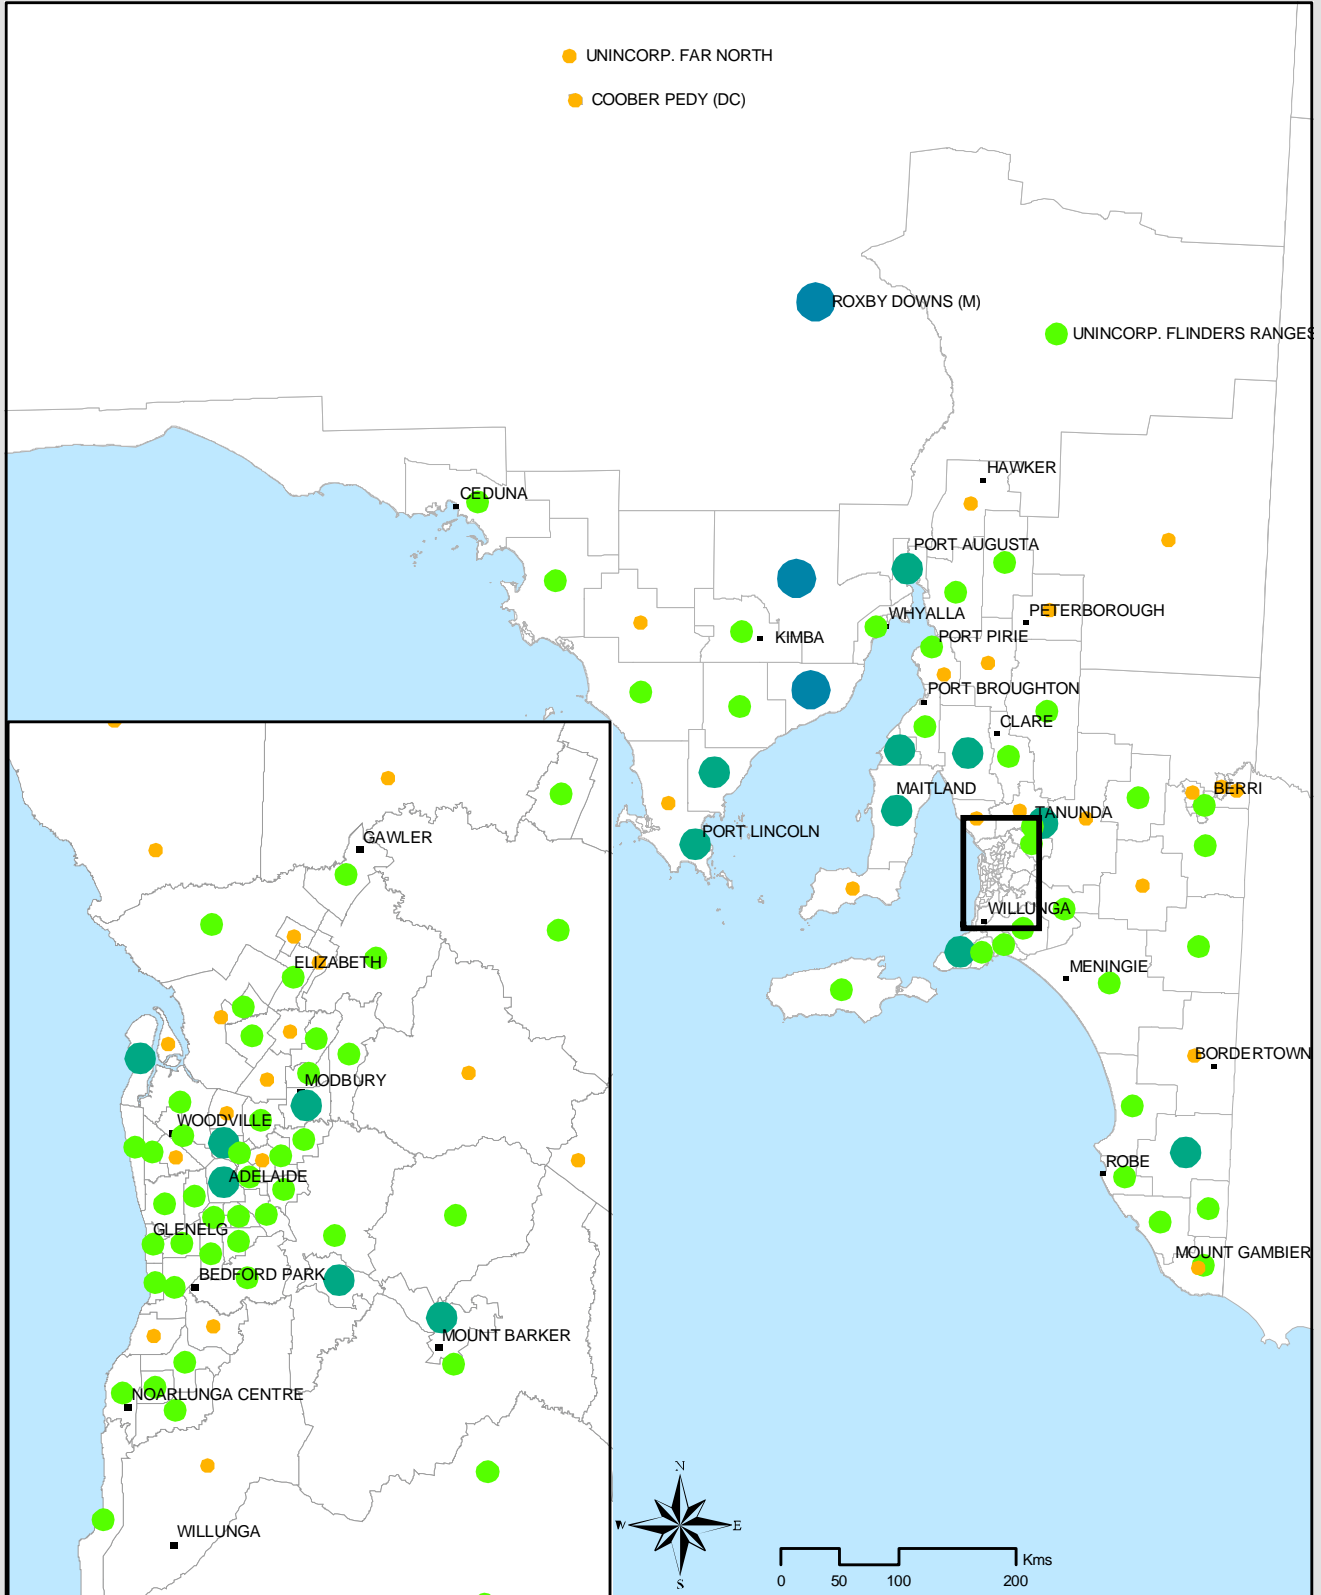 UNINCORP. FAR NORTH
COOBER PEDY (DC)
ROXBY DOWNS (M)
UNINCORP. FLINDERS RANGES
HAWKER
CEDUNA
PORT AUGUSTA
WHYALLA
PETERBOROUGH
KIMBA
PORT PIRIE
PORT BROUGHTON
CLARE
MAITLAND
BERRI
TANUNDA
PORT LINCOLN
GAWLER
WILLUNGA
ELIZABETH
MENINGIE
BORDERTOWN
MODBURY
WOODVILLE
ROBE
ADELAIDE
GLENELG
MOUNT GAMBIER
BEDFORD PARK
MOUNT BARKER
NOARLUNGA CENTRE
WILLUNGA
N
W
E
S
Kms
0 50 100 200